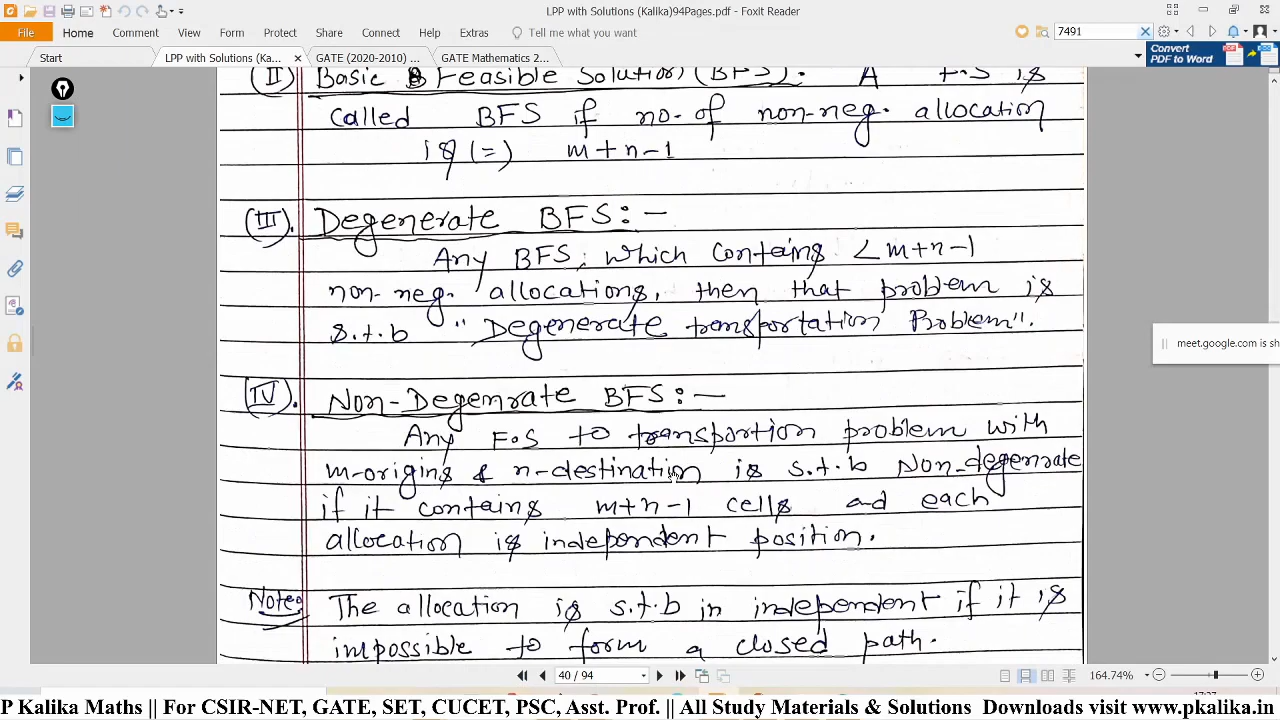 LPP with Solutions (Kalika)94Pages.pdf - Foxit Reader
File Home Comment View Form Protect Share Connect Help Extras Tell me what you want to do 7491
Start LPP with Solutions (Ka... × GATE (2020-2010) ... GATE Mathematics 2...
Convert
PDF to Word
(II) Basic Feasible Solution (BFS): A F.S is
called BFS if no. of non-neg. allocation
is (=) m+n-1
(III). Degenerate BFS:-
Any BFS, which contains <m+n-1
non-neg. allocations, then that problem is
s.t.b "Degenerate transportation Problem".
meet.google.com is sh
(IV). Non-Degenrate BFS:-
Any F.S to transportion problem with
m-origins & n-destination is s.t.b Non-degenrate
if it contains m+n-1 cells and each
allocation is independent position.
Note: The allocation is s.t.b in independent if it is
impossible to form a closed path.
40 / 94 164.74%
P Kalika Maths || For CSIR-NET, GATE, SET, CUCET, PSC, Asst. Prof. || All Study Materials & Solutions Downloads visit www.pkalika.in